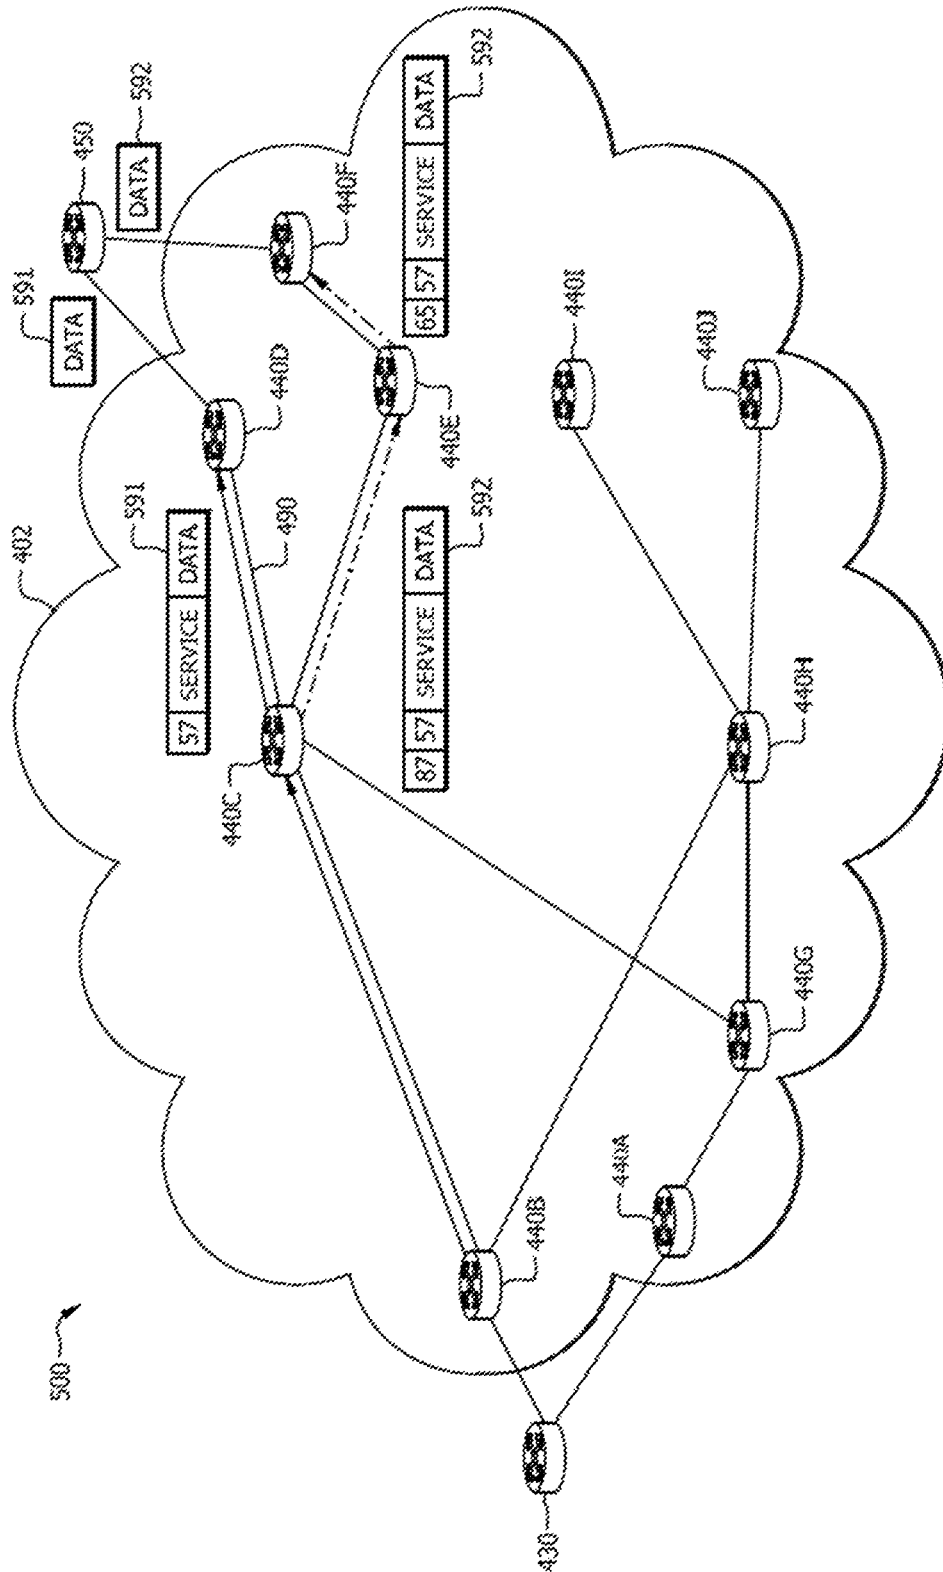 500
402
591
DATA
450
592
DATA
440D
440F
591
57 SERVICE DATA
490
65 57 SERVICE DATA
592
440C
440E
87 57 SERVICE DATA
592
440I
440J
440H
440G
440A
440B
430